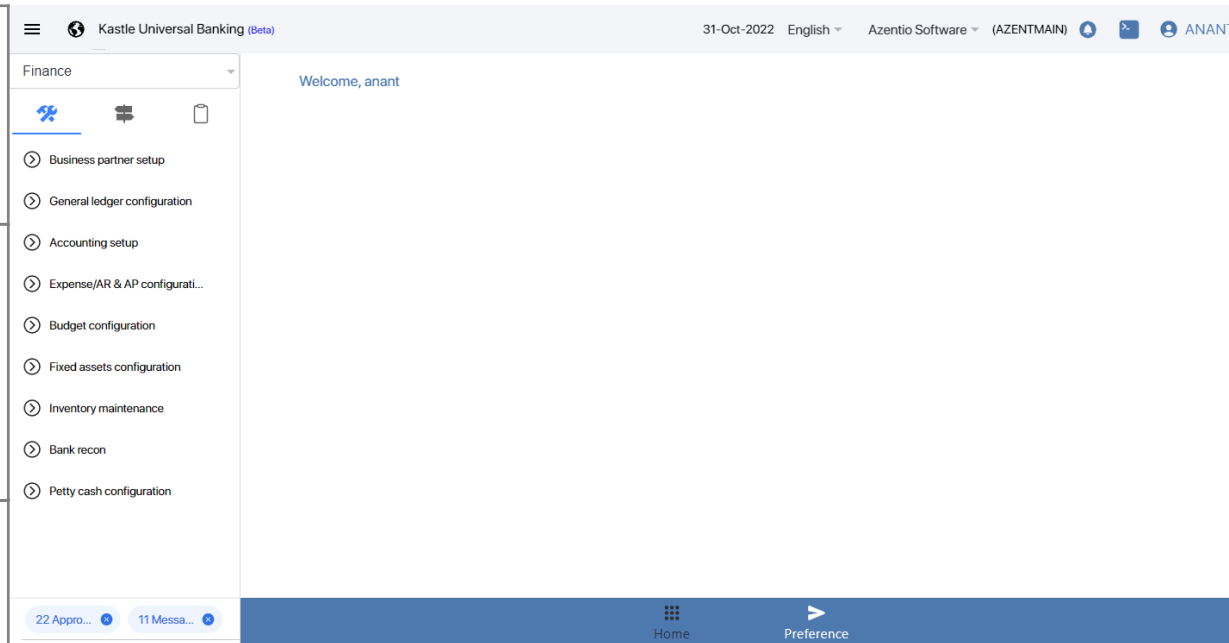 Kastle Universal Banking (Beta)
31-Oct-2022 English Azentio Software (AZENTMAIN) ANANT
Finance
Welcome, anant
Business partner setup
General ledger configuration
Accounting setup
Expense/AR & AP configurati...
Budget configuration
Fixed assets configuration
Inventory maintenance
Bank recon
Petty cash configuration
22 Appro... 11 Messa...
Home Preference